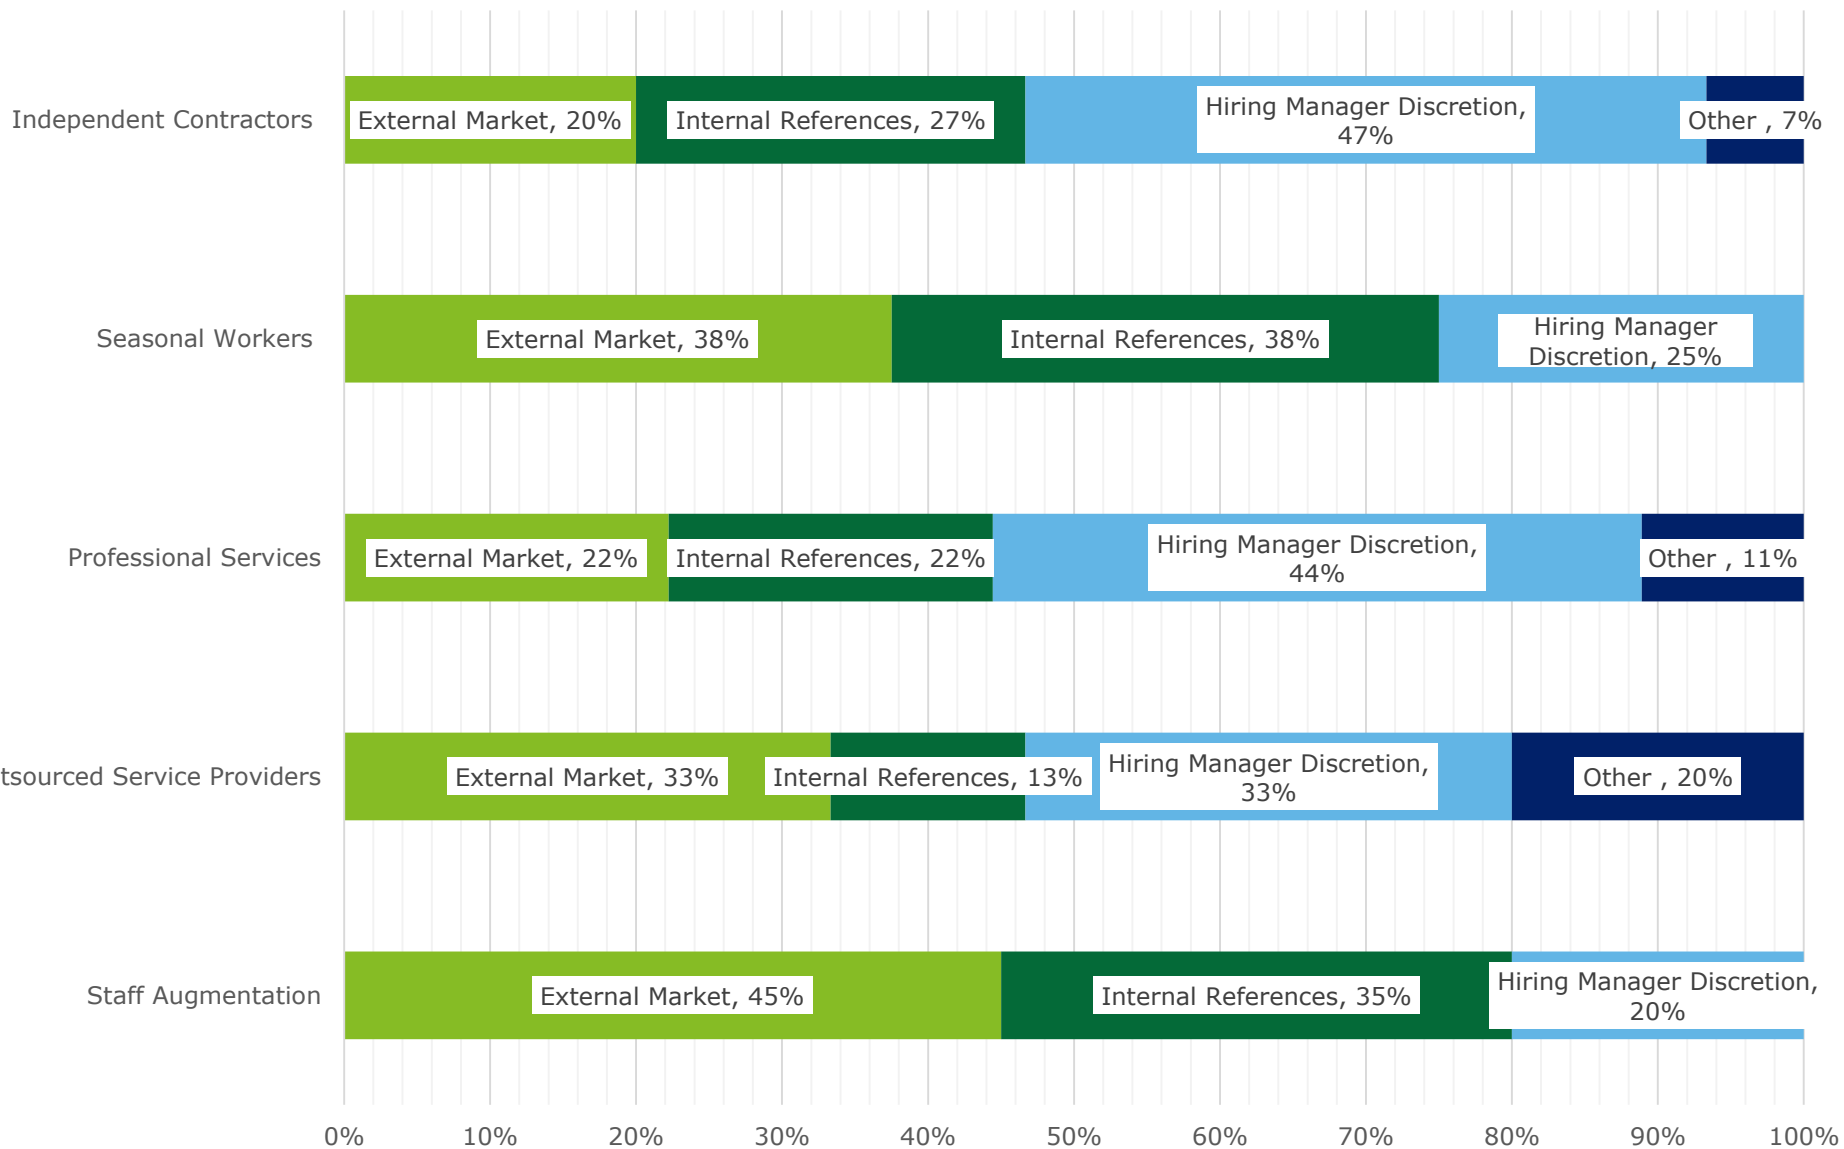 Independent Contractors
External Market, 20%
Internal References, 27%
Hiring Manager Discretion,
47%
Other , 7%
Seasonal Workers
External Market, 38%
Internal References, 38%
Hiring Manager
Discretion, 25%
Professional Services
External Market, 22%
Internal References, 22%
Hiring Manager Discretion,
44%
Other , 11%
tsourced Service Providers
External Market, 33%
Internal References, 13%
Hiring Manager Discretion,
33%
Other , 20%
Staff Augmentation
External Market, 45%
Internal References, 35%
Hiring Manager Discretion,
20%
0% 10% 20% 30% 40% 50% 60% 70% 80% 90% 100%